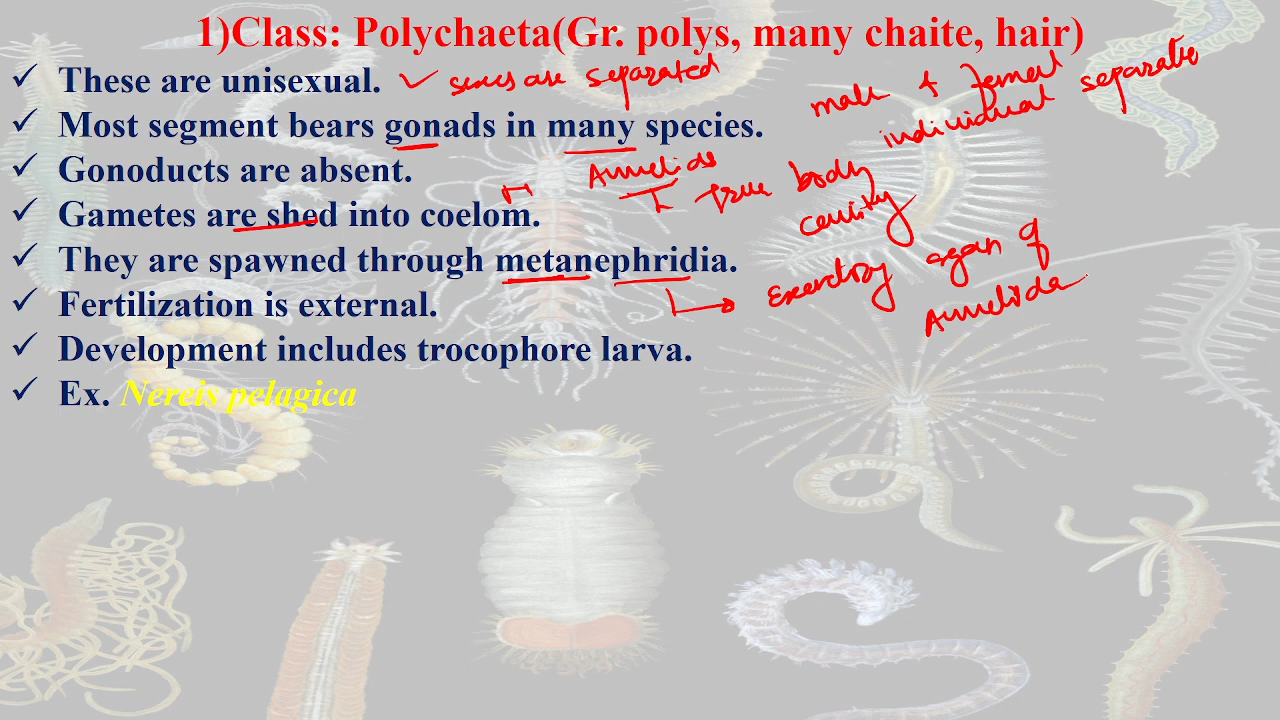 1)Class: Polychaeta(Gr. polys, many chaite, hair)
✓ These are unisexual. ✓ sexes are separated
male + female
individual separate
✓ Most segment bears gonads in many species.
✓ Gonoducts are absent.
Annelida
True body
cavity
✓ Gametes are shed into coelom.
✓ They are spawned through metanephridia.
Excretory organ of
Annelida
✓ Fertilization is external.
✓ Development includes trocophore larva.
✓ Ex. Nereis pelagica